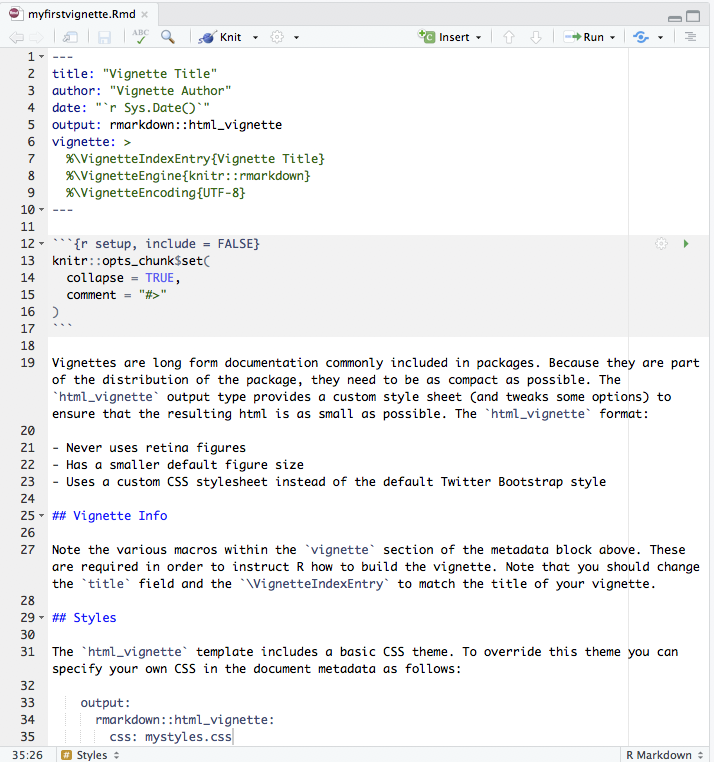 myfirstvignette.Rmd
ABC Knit Insert Run
1 ---
2 title: "Vignette Title"
3 author: "Vignette Author"
4 date: "`r Sys.Date()`"
5 output: rmarkdown::html_vignette
6 vignette: >
7   %\VignetteIndexEntry{Vignette Title}
8   %\VignetteEngine{knitr::rmarkdown}
9   %\VignetteEncoding{UTF-8}
10 ---
11
12 ```{r setup, include = FALSE}
13 knitr::opts_chunk$set(
14   collapse = TRUE,
15   comment = "#>"
16 )
17 ```
18
19 Vignettes are long form documentation commonly included in packages. Because they are part
of the distribution of the package, they need to be as compact as possible. The
`html_vignette` output type provides a custom style sheet (and tweaks some options) to
ensure that the resulting html is as small as possible. The `html_vignette` format:
20
21 - Never uses retina figures
22 - Has a smaller default figure size
23 - Uses a custom CSS stylesheet instead of the default Twitter Bootstrap style
24
25 ## Vignette Info
26
27 Note the various macros within the `vignette` section of the metadata block above. These
are required in order to instruct R how to build the vignette. Note that you should change
the `title` field and the `\VignetteIndexEntry` to match the title of your vignette.
28
29 ## Styles
30
31 The `html_vignette` template includes a basic CSS theme. To override this theme you can
specify your own CSS in the document metadata as follows:
32
33     output:
34       rmarkdown::html_vignette:
35         css: mystyles.css
35:26 # Styles R Markdown